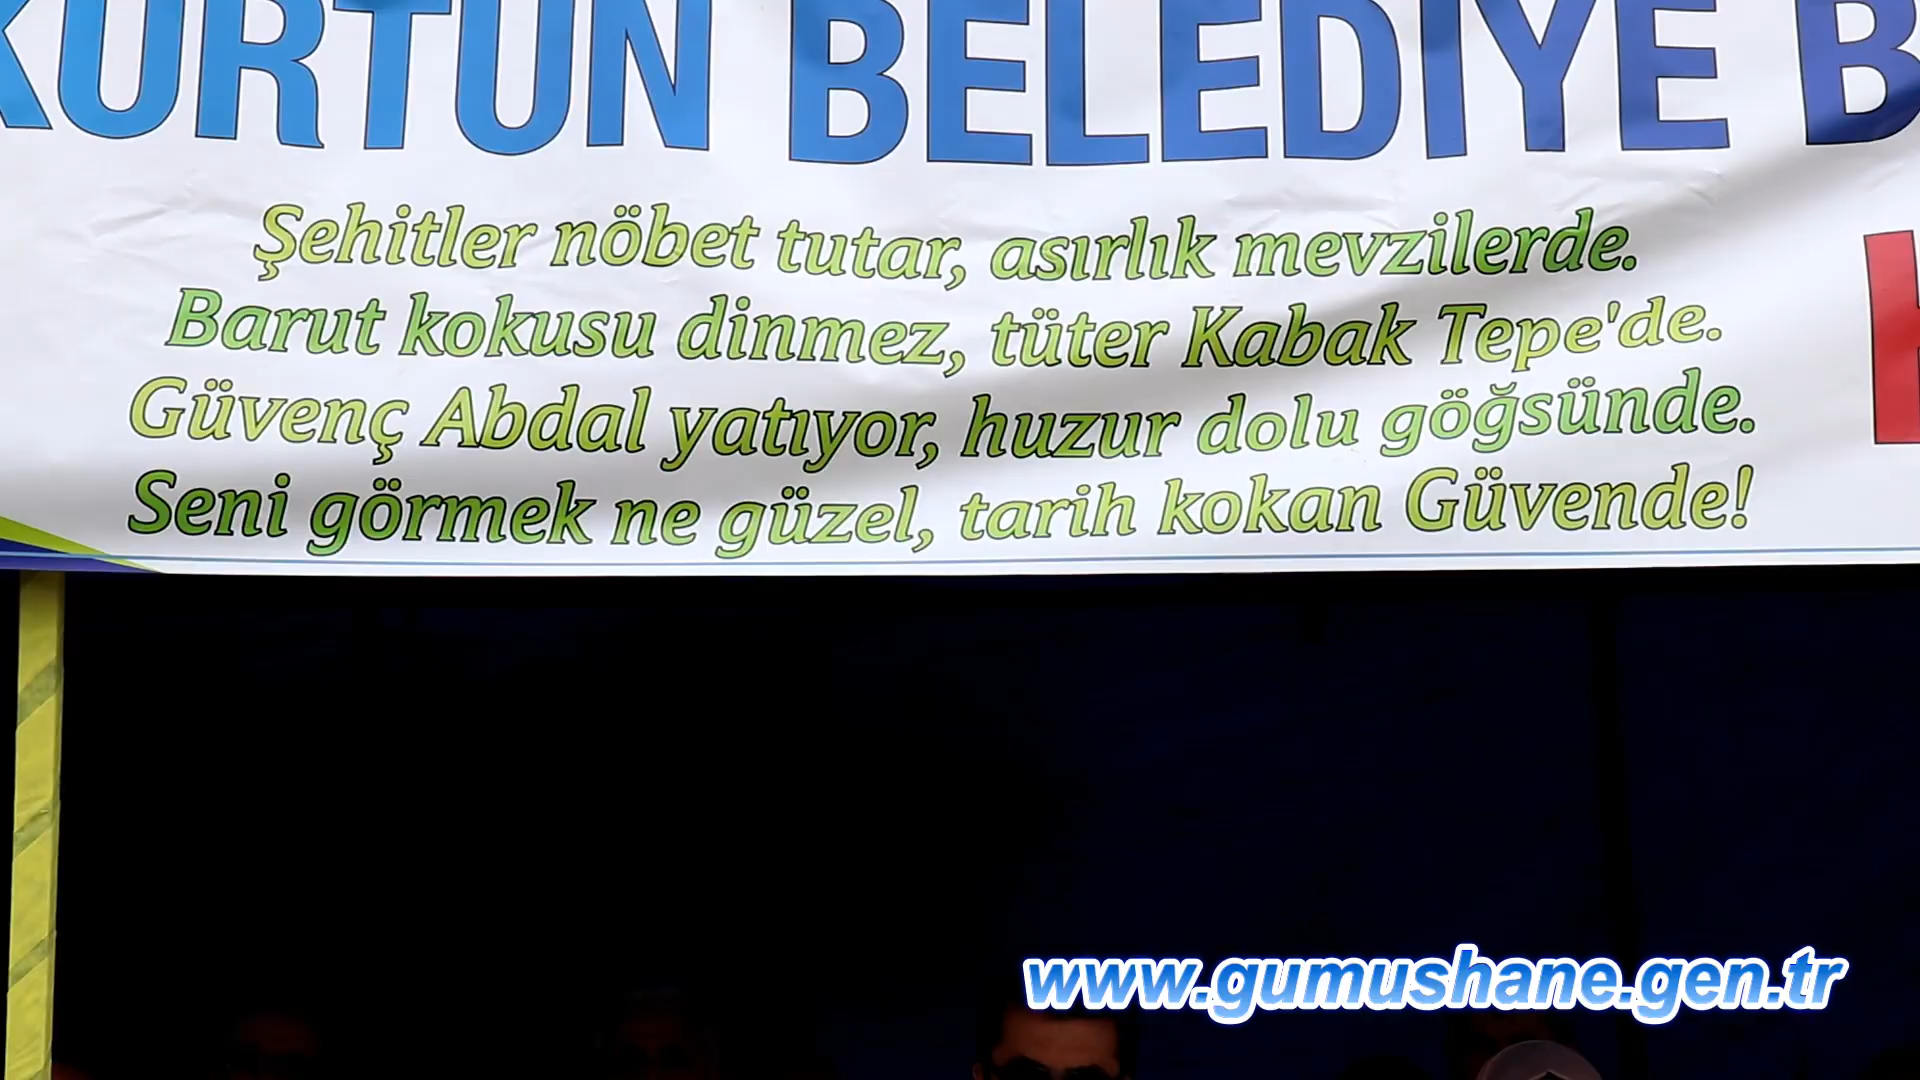 KÜRTÜN BELEDİYE B
Şehitler nöbet tutar, asırlık mevzilerde.
Barut kokusu dinmez, tüter Kabak Tepe'de.
Güvenç Abdal yatıyor, huzur dolu göğsünde.
Seni görmek ne güzel, tarih kokan Güvende!
www.gumushane.gen.tr